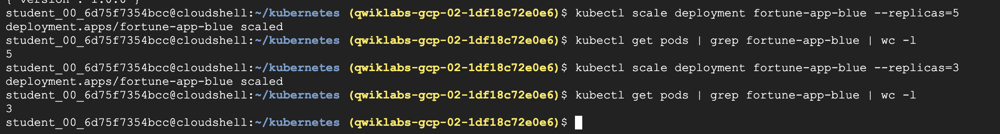 {"version":"1.0.0"}
student_00_6d75f7354bcc@cloudshell:~/kubernetes (qwiklabs-gcp-02-1df18c72e0e6)$ kubectl scale deployment fortune-app-blue --replicas=5
deployment.apps/fortune-app-blue scaled
student_00_6d75f7354bcc@cloudshell:~/kubernetes (qwiklabs-gcp-02-1df18c72e0e6)$ kubectl get pods | grep fortune-app-blue | wc -l
5
student_00_6d75f7354bcc@cloudshell:~/kubernetes (qwiklabs-gcp-02-1df18c72e0e6)$ kubectl scale deployment fortune-app-blue --replicas=3
deployment.apps/fortune-app-blue scaled
student_00_6d75f7354bcc@cloudshell:~/kubernetes (qwiklabs-gcp-02-1df18c72e0e6)$ kubectl get pods | grep fortune-app-blue | wc -l
3
student_00_6d75f7354bcc@cloudshell:~/kubernetes (qwiklabs-gcp-02-1df18c72e0e6)$